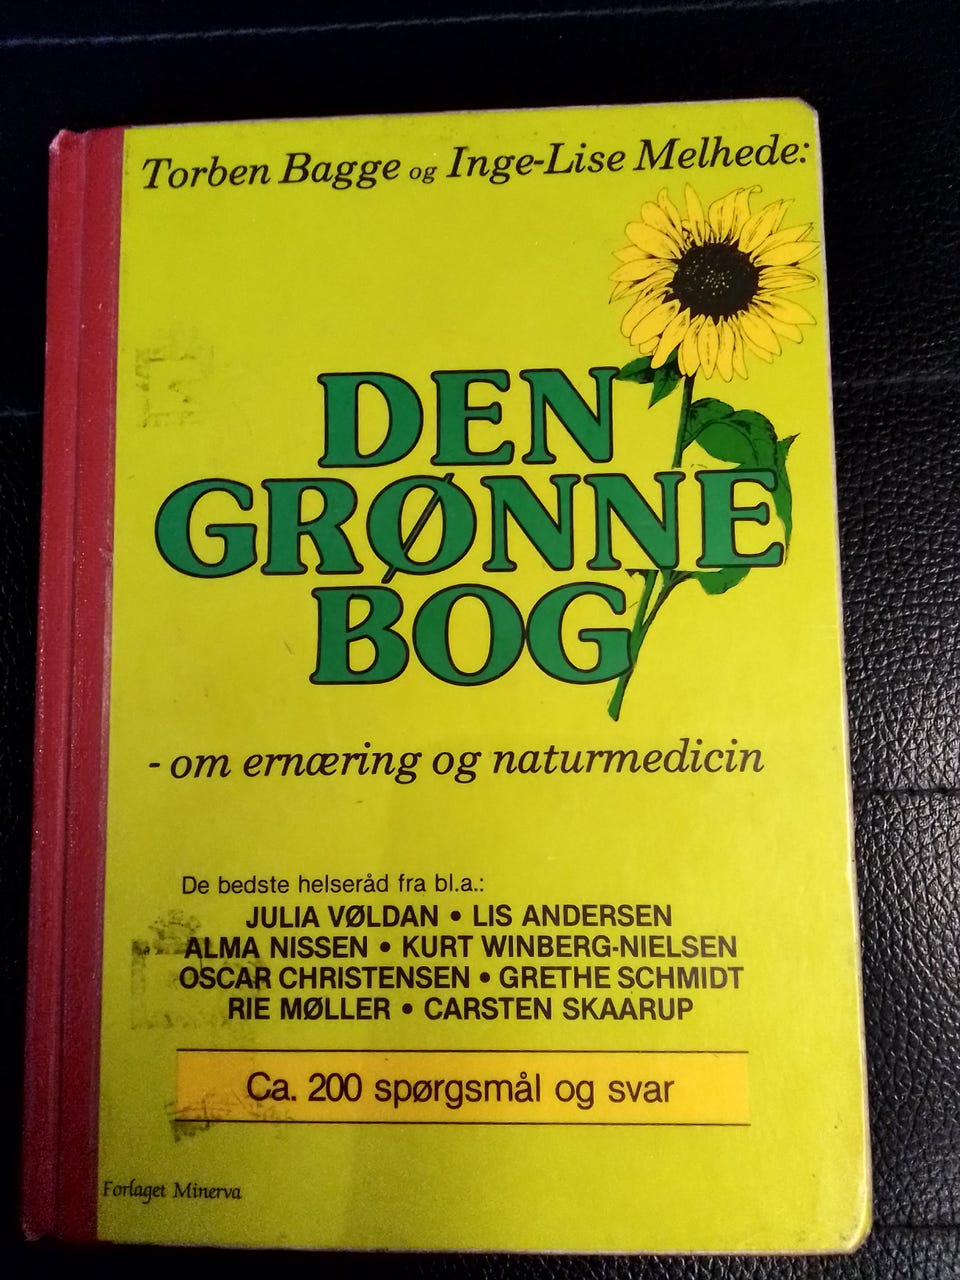 Torben Bagge og Inge-Lise Melhede:
DEN
GRØNNE
BOG
- om ernæring og naturmedicin
De bedste helseråd fra bl.a.:
JULIA VØLDAN • LIS ANDERSEN
ALMA NISSEN • KURT WINBERG-NIELSEN
OSCAR CHRISTENSEN • GRETHE SCHMIDT
RIE MØLLER • CARSTEN SKAARUP
Ca. 200 spørgsmål og svar
Forlaget Minerva